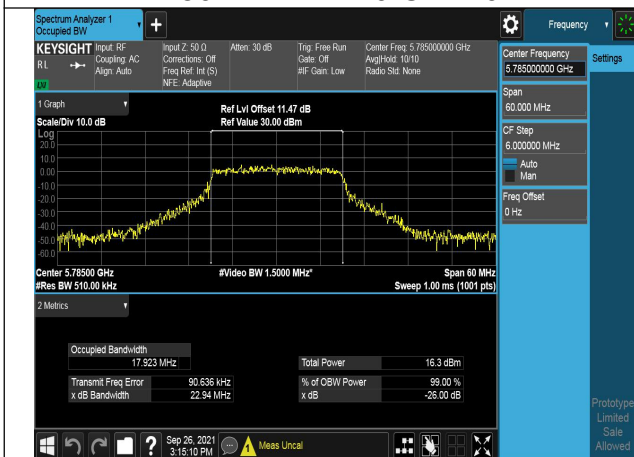 Spectrum Analyzer 1
Occupied BW
+
Frequency
KEYSIGHT
RL
LXI
Input: RF
Coupling: AC
Align: Auto
Input Z: 50 Ω
Corrections: Off
Freq Ref: Int (S)
NFE: Adaptive
Atten: 30 dB
Trig: Free Run
Gate: Off
#IF Gain: Low
Center Freq: 5.785000000 GHz
Avg|Hold: 10/10
Radio Std: None
Center Frequency
5.785000000 GHz
Settings
Span
60.000 MHz
CF Step
6.000000 MHz
Auto
Man
Freq Offset
0 Hz
1 Graph
Scale/Div 10.0 dB
Ref Lvl Offset 11.47 dB
Ref Value 30.00 dBm
Log
20.0
10.0
0.00
-10.0
-20.0
-30.0
-40.0
-50.0
-60.0
Center 5.78500 GHz
#Video BW 1.5000 MHz*
Span 60 MHz
#Res BW 510.00 kHz
Sweep 1.00 ms (1001 pts)
2 Metrics
Occupied Bandwidth
17.923 MHz
Total Power 16.3 dBm
Transmit Freq Error 90.636 kHz
% of OBW Power 99.00 %
x dB Bandwidth 22.94 MHz
x dB -26.00 dB
Prototype
Limited
Sale
Allowed
?
Sep 26, 2021
3:15:10 PM
Meas Uncal